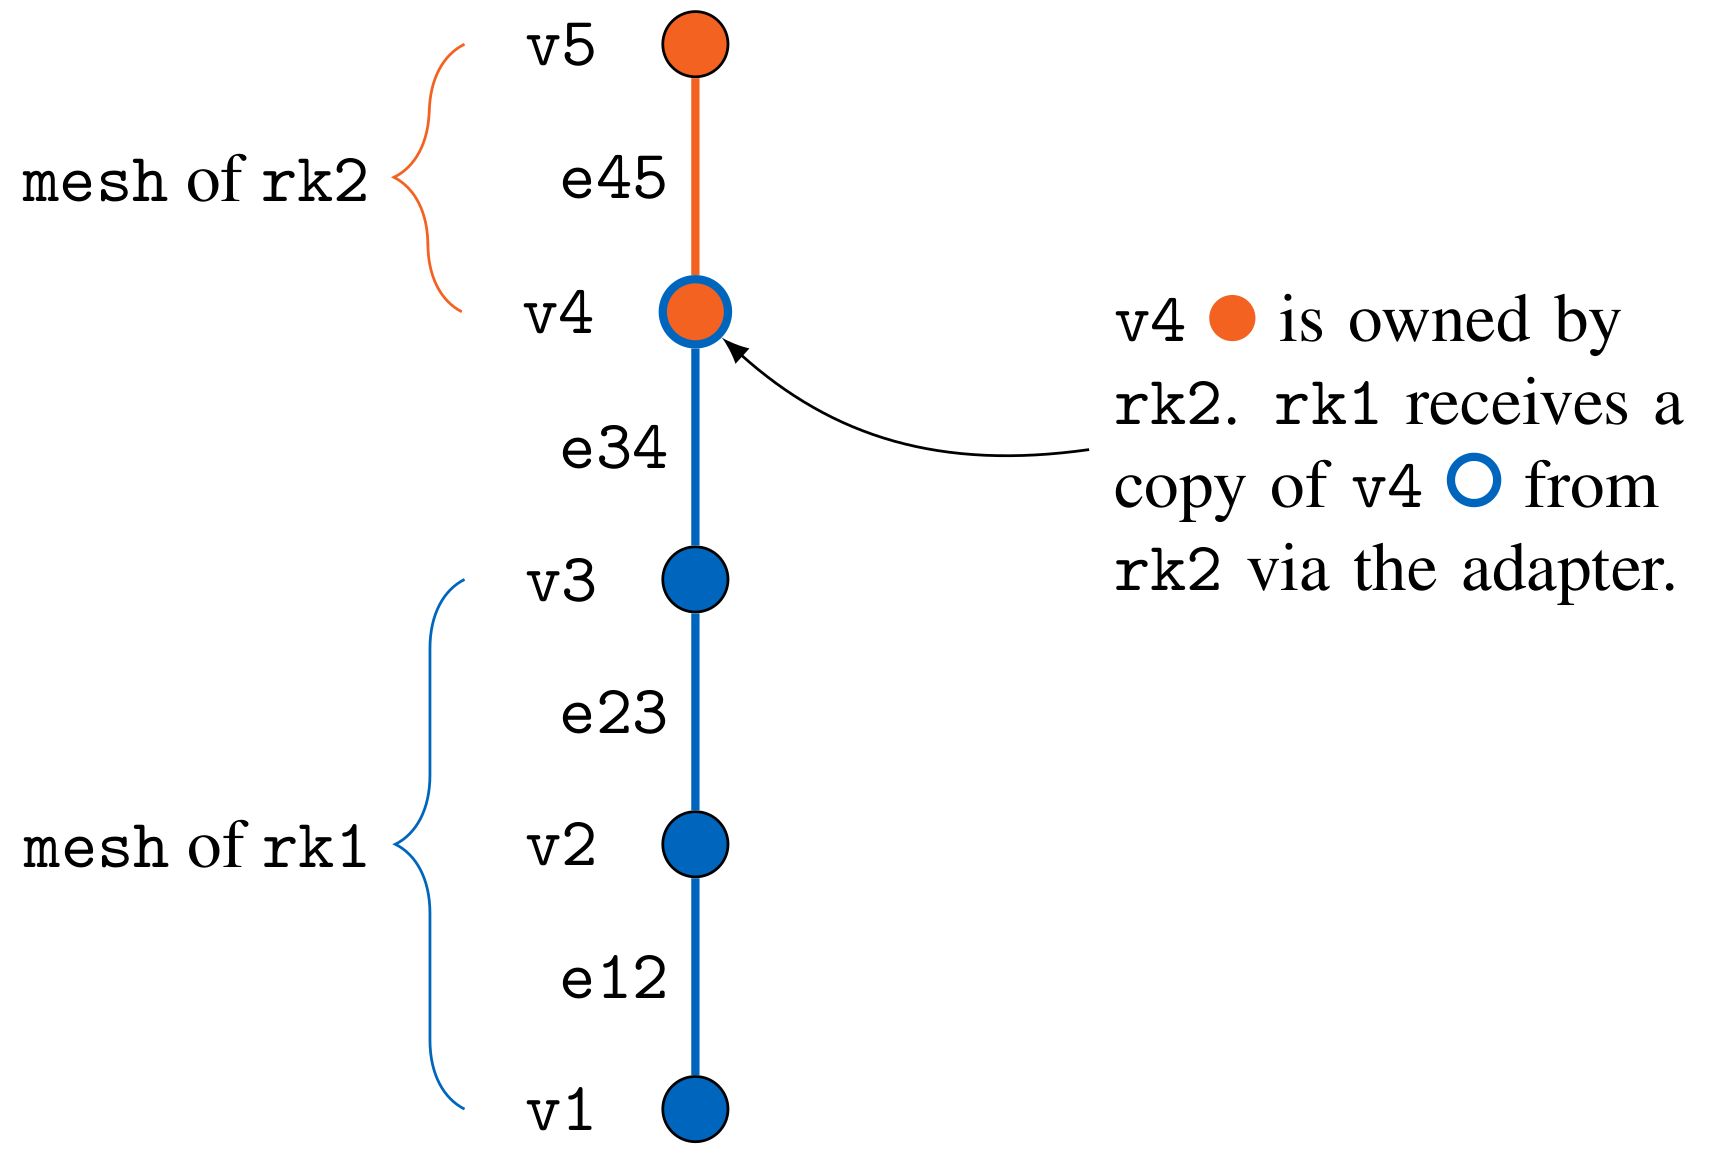 v5
mesh of rk2
e45
v4
v4 is owned by
rk2. rk1 receives a
copy of v4 from
rk2 via the adapter.
e34
v3
e23
mesh of rk1
v2
e12
v1